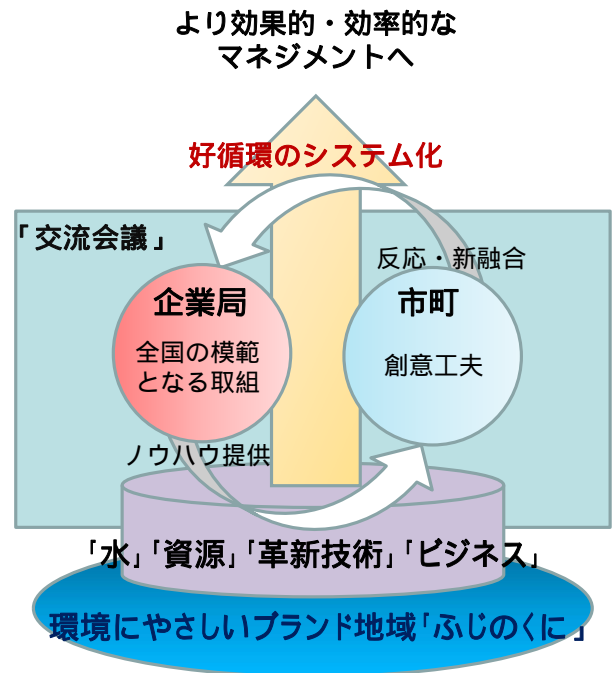 より効果的・効率的な
マネジメントへ
好循環のシステム化
「交流会議」
反応・新融合
企業局
全国の模範
となる取組
市町
創意工夫
ノウハウ提供
「水」「資源」「革新技術」「ビジネス」
環境にやさしいブランド地域「ふじのくに」